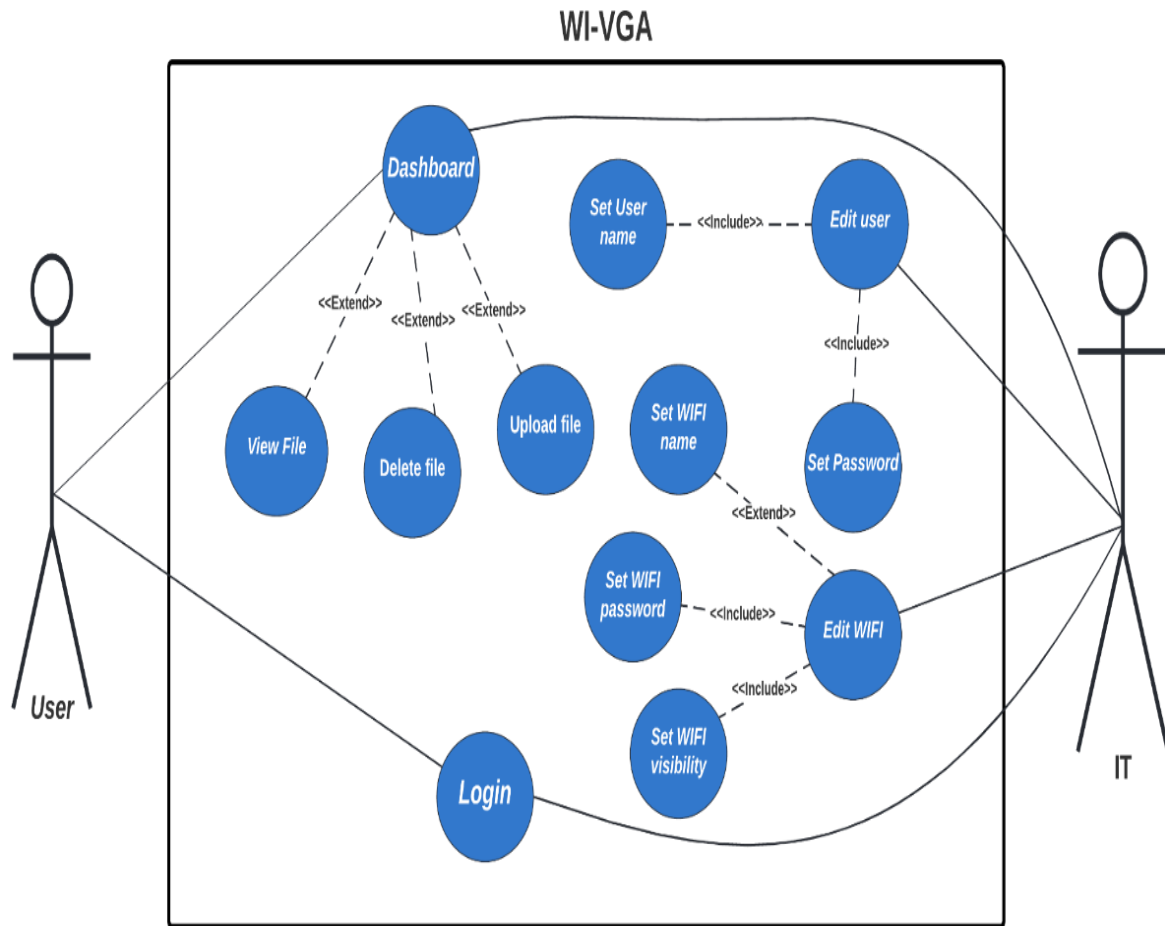 WI-VGA
Dashboard
Set User
name
<<Include>>
Edit user
<<Extend>>
<<Extend>>
<<Extend>>
<<Include>>
View File
Delete file
Upload file
Set WIFI
name
Set Password
<<Extend>>
Set WIFI
password
<<Include>>
Edit WIFI
<<Include>>
Set WIFI
visibility
Login
User
IT